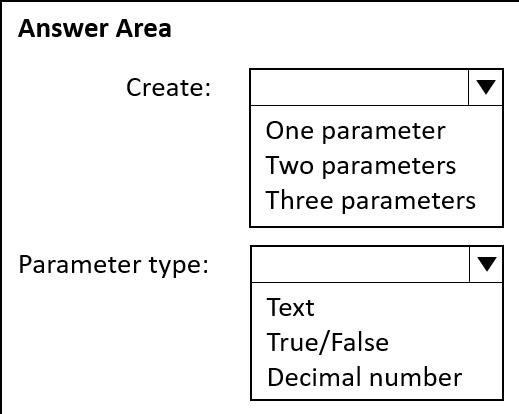 Answer Area
Create:
One parameter
Two parameters
Three parameters
Parameter type:
Text
True/False
Decimal number